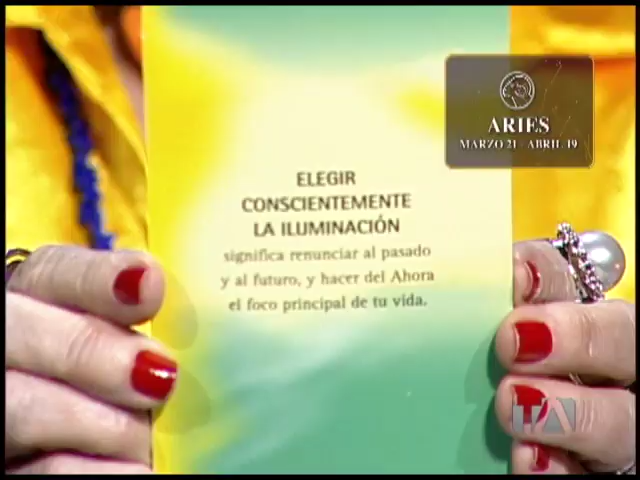 ARIES
MARZO 21 - ABRIL 19
ELEGIR
CONSCIENTEMENTE
LA ILUMINACIÓN
significa renunciar al pasado
y al futuro, y hacer del Ahora
el foco principal de tu vida.
TA